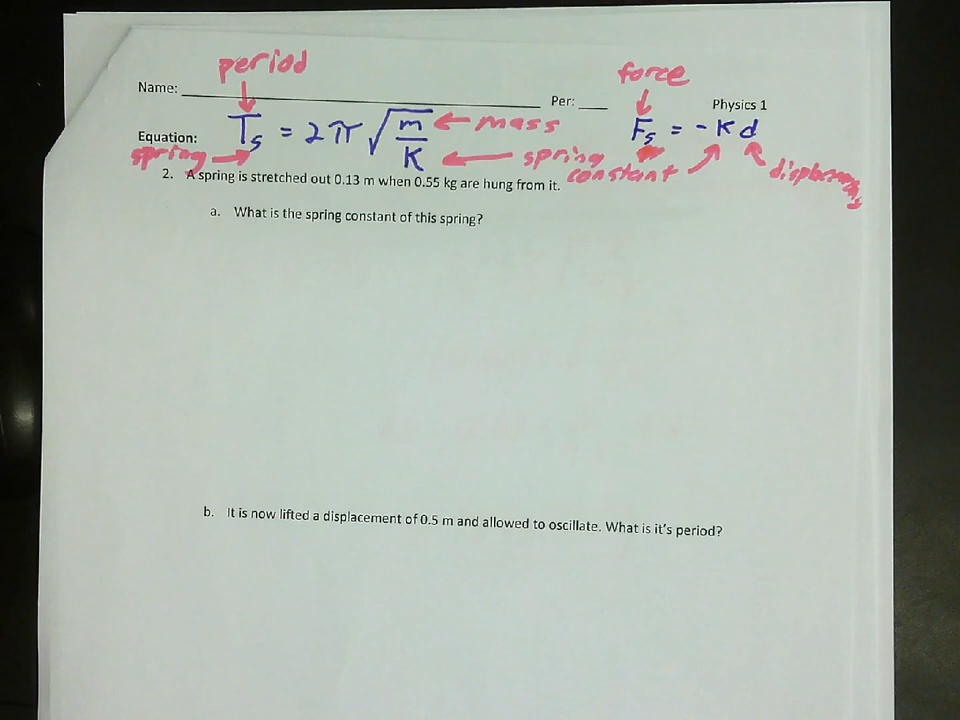 period
force
Name: ____ Per: ____ Physics 1
Equation: Ts = 2π √m/K ← mass Fs = -Kd
spring → ← spring constant
2. A spring is stretched out 0.13 m when 0.55 kg are hung from it.
a. What is the spring constant of this spring?
b. It is now lifted a displacement of 0.5 m and allowed to oscillate. What is it's period?